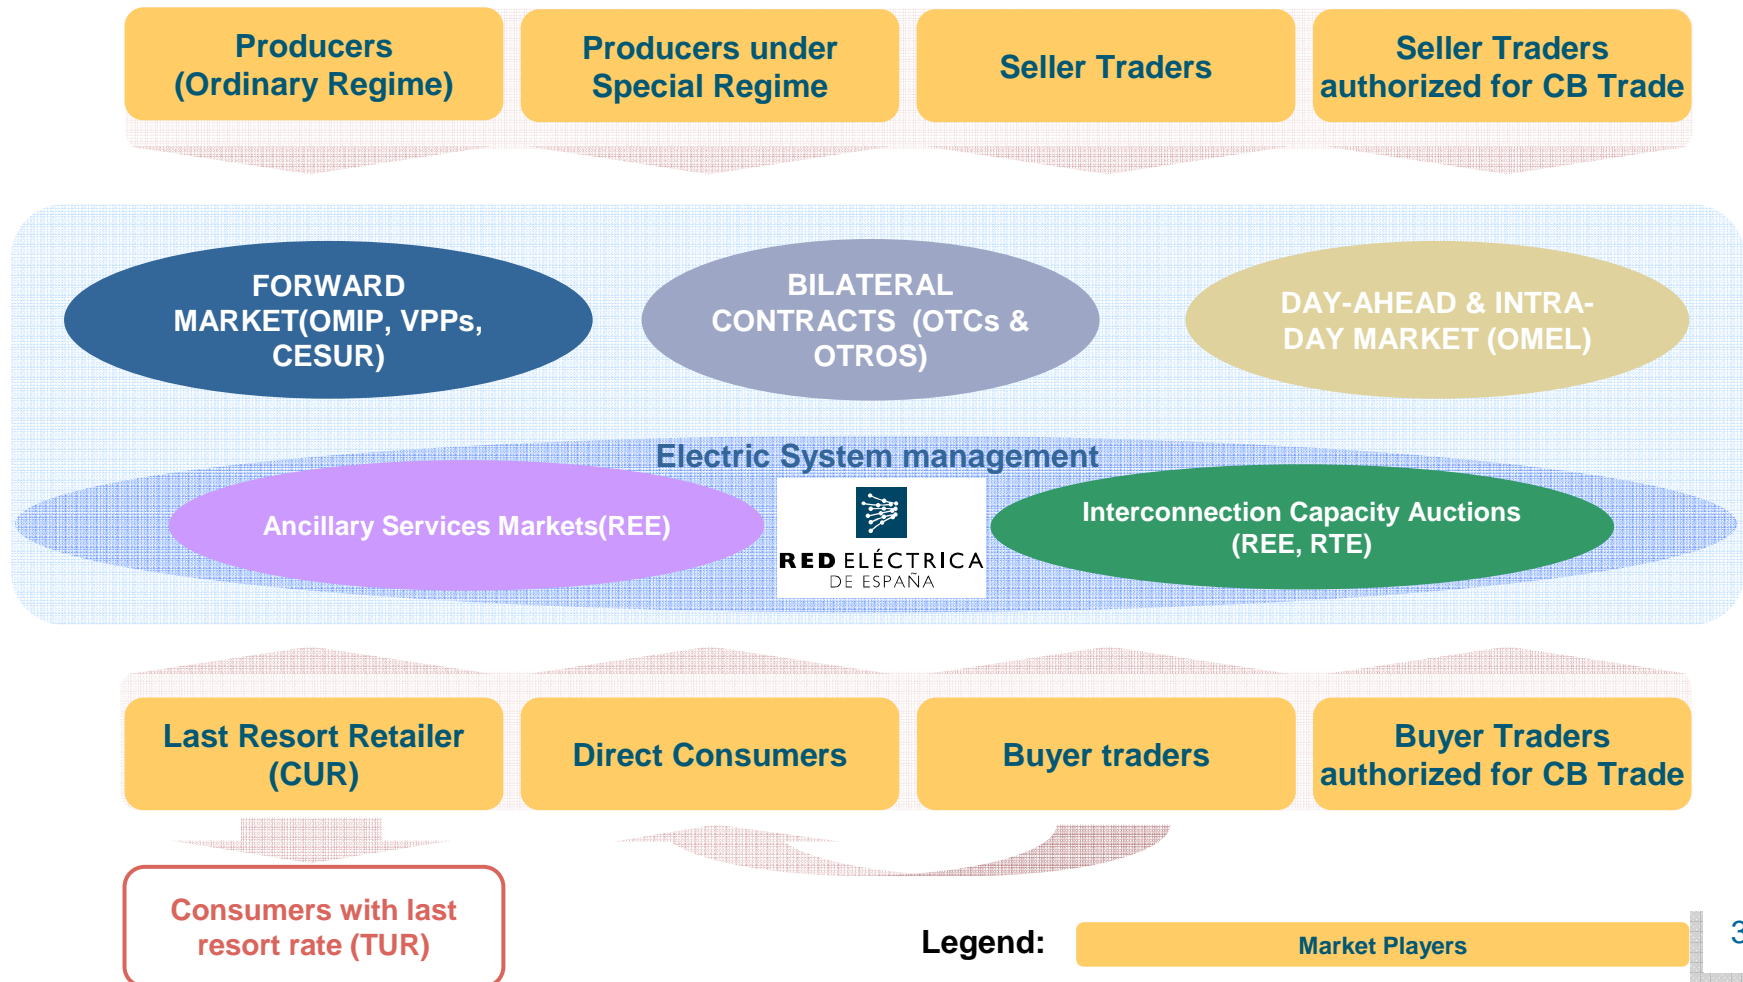 Producers
(Ordinary Regime)
Producers under
Special Regime
Seller Traders
Seller Traders
authorized for CB Trade
FORWARD
MARKET(OMIP, VPPs,
CESUR)
BILATERAL
CONTRACTS (OTCs &
OTROS)
DAY-AHEAD & INTRA-
DAY MARKET (OMEL)
Electric System management
Ancillary Services Markets(REE)
RED ELÉCTRICA
DE ESPAÑA
Interconnection Capacity Auctions
(REE, RTE)
Last Resort Retailer
(CUR)
Direct Consumers
Buyer traders
Buyer Traders
authorized for CB Trade
Consumers with last
resort rate (TUR)
Legend:
Market Players
3